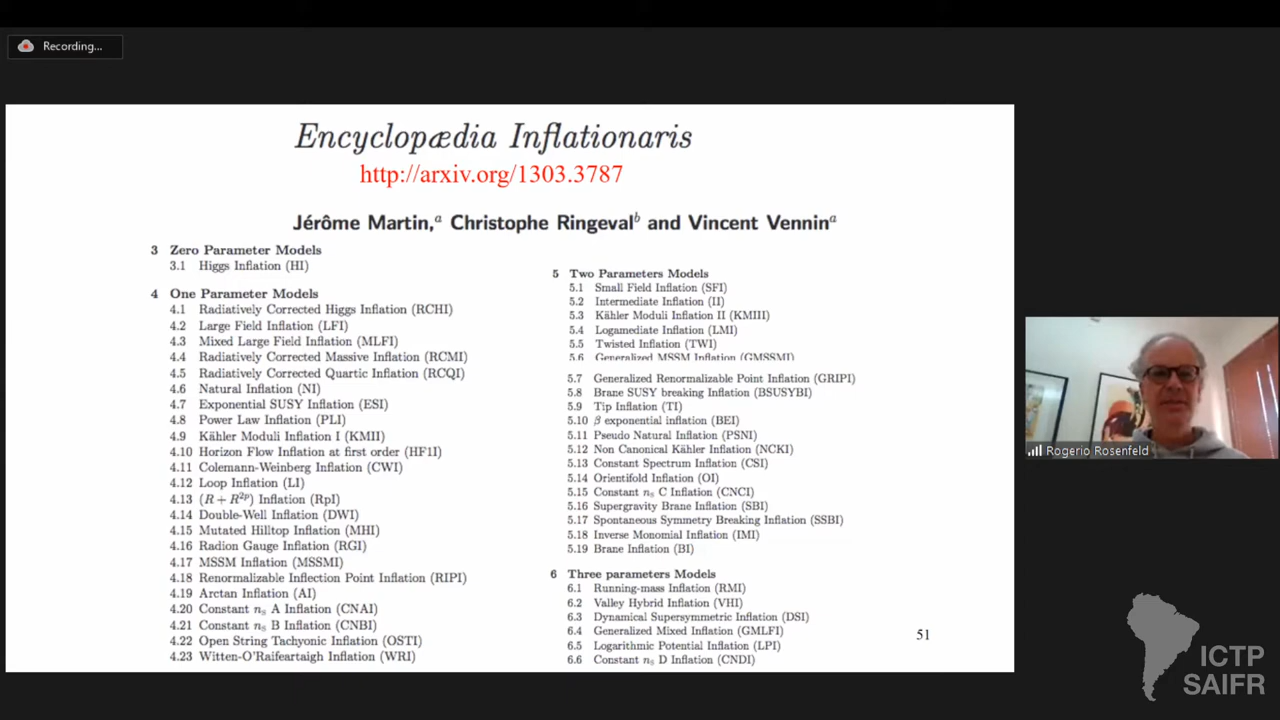 Recording...
Encyclopædia Inflationaris
http://arxiv.org/1303.3787
Jérôme Martin,ᵃ Christophe Ringevalᵇ and Vincent Venninᵃ
3 Zero Parameter Models
3.1 Higgs Inflation (HI)
4 One Parameter Models
4.1 Radiatively Corrected Higgs Inflation (RCHI)
4.2 Large Field Inflation (LFI)
4.3 Mixed Large Field Inflation (MLFI)
4.4 Radiatively Corrected Massive Inflation (RCMI)
4.5 Radiatively Corrected Quartic Inflation (RCQI)
4.6 Natural Inflation (NI)
4.7 Exponential SUSY Inflation (ESI)
4.8 Power Law Inflation (PLI)
4.9 Kähler Moduli Inflation I (KMII)
4.10 Horizon Flow Inflation at first order (HF1I)
4.11 Colemann-Weinberg Inflation (CWI)
4.12 Loop Inflation (LI)
4.13 (R + R²ᵖ) Inflation (RpI)
4.14 Double-Well Inflation (DWI)
4.15 Mutated Hilltop Inflation (MHI)
4.16 Radion Gauge Inflation (RGI)
4.17 MSSM Inflation (MSSMI)
4.18 Renormalizable Inflection Point Inflation (RIPI)
4.19 Arctan Inflation (AI)
4.20 Constant nₛ A Inflation (CNAI)
4.21 Constant nₛ B Inflation (CNBI)
4.22 Open String Tachyonic Inflation (OSTI)
4.23 Witten-O'Raifeartaigh Inflation (WRI)
5 Two Parameters Models
5.1 Small Field Inflation (SFI)
5.2 Intermediate Inflation (II)
5.3 Kähler Moduli Inflation II (KMIII)
5.4 Logamediate Inflation (LMI)
5.5 Twisted Inflation (TWI)
5.6 Generalized MSSM Inflation (GMSSMI)
5.7 Generalized Renormalizable Point Inflation (GRIPI)
5.8 Brane SUSY breaking Inflation (BSUSYBI)
5.9 Tip Inflation (TI)
5.10 β exponential inflation (BEI)
5.11 Pseudo Natural Inflation (PSNI)
5.12 Non Canonical Kähler Inflation (NCKI)
5.13 Constant Spectrum Inflation (CSI)
5.14 Orientifold Inflation (OI)
5.15 Constant nₛ C Inflation (CNCI)
5.16 Supergravity Brane Inflation (SBI)
5.17 Spontaneous Symmetry Breaking Inflation (SSBI)
5.18 Inverse Monomial Inflation (IMI)
5.19 Brane Inflation (BI)
6 Three parameters Models
6.1 Running-mass Inflation (RMI)
6.2 Valley Hybrid Inflation (VHI)
6.3 Dynamical Supersymmetric Inflation (DSI)
6.4 Generalized Mixed Inflation (GMLFI)
6.5 Logarithmic Potential Inflation (LPI)
6.6 Constant nₛ D Inflation (CNDI)
51
Rogerio Rosenfeld
ICTP
SAIFR